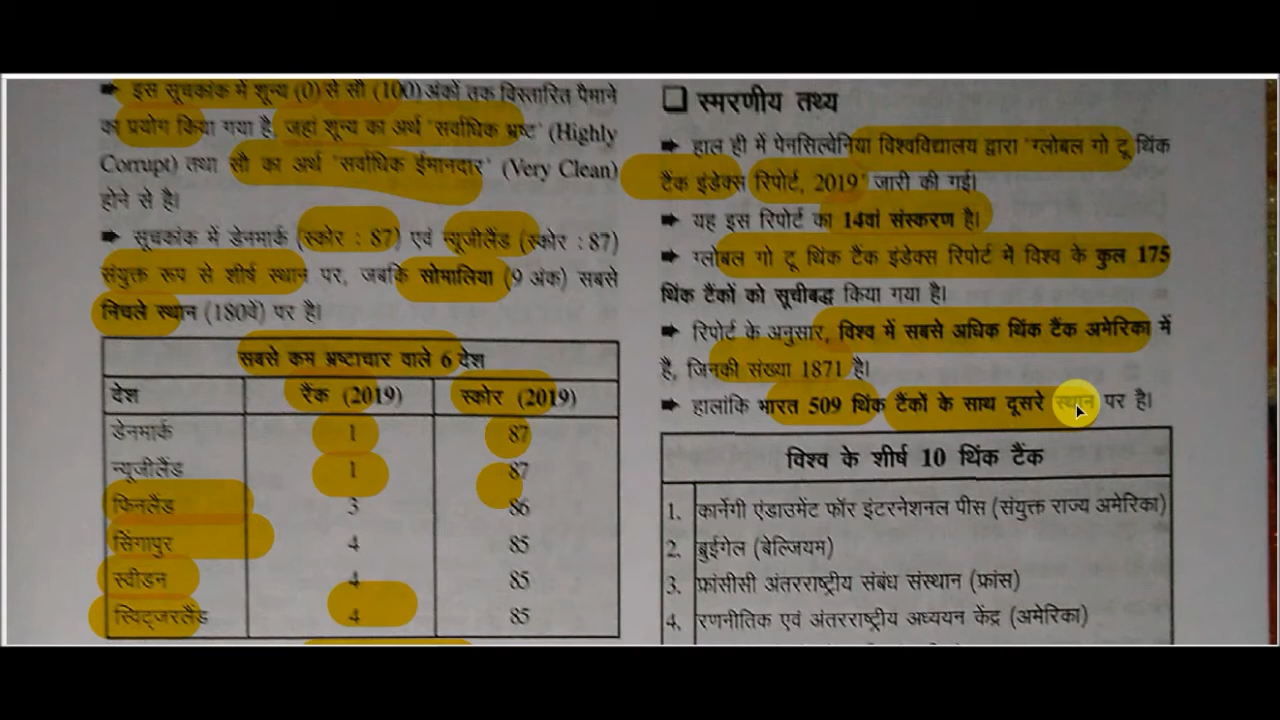 ➡ इस सूचकांक में शून्य (0) से सौ (100) अंकों तक विस्तारित पैमाने
का प्रयोग किया गया है, जहां शून्य का अर्थ 'सर्वाधिक भ्रष्ट' (Highly
Corrupt) तथा सौ का अर्थ 'सर्वाधिक ईमानदार' (Very Clean)
होने से है।
➡ सूचकांक में डेनमार्क (स्कोर : 87) एवं न्यूजीलैंड (स्कोर : 87)
संयुक्त रूप से शीर्ष स्थान पर, जबकि सोमालिया (9 अंक) सबसे
निचले स्थान (180वें) पर है।
सबसे कम भ्रष्टाचार वाले 6 देश
देश रैंक (2019) स्कोर (2019)
डेनमार्क 1 87
न्यूजीलैंड 1 87
फिनलैंड 3 86
सिंगापुर 4 85
स्वीडन 4 85
स्विट्जरलैंड 4 85
❑ स्मरणीय तथ्य
➡ हाल ही में पेनसिल्वेनिया विश्वविद्यालय द्वारा 'ग्लोबल गो टू थिंक
टैंक इंडेक्स रिपोर्ट, 2019' जारी की गई।
➡ यह इस रिपोर्ट का 14वां संस्करण है।
➡ ग्लोबल गो टू थिंक टैंक इंडेक्स रिपोर्ट में विश्व के कुल 175
थिंक टैंकों को सूचीबद्ध किया गया है।
➡ रिपोर्ट के अनुसार, विश्व में सबसे अधिक थिंक टैंक अमेरिका में
हैं, जिनकी संख्या 1871 है।
➡ हालांकि भारत 509 थिंक टैंकों के साथ दूसरे स्थान पर है।
विश्व के शीर्ष 10 थिंक टैंक
1. कार्नेगी एंडाउमेंट फॉर इंटरनेशनल पीस (संयुक्त राज्य अमेरिका)
2. ब्रुईगेल (बेल्जियम)
3. फ्रांसीसी अंतरराष्ट्रीय संबंध संस्थान (फ्रांस)
4. रणनीतिक एवं अंतरराष्ट्रीय अध्ययन केंद्र (अमेरिका)